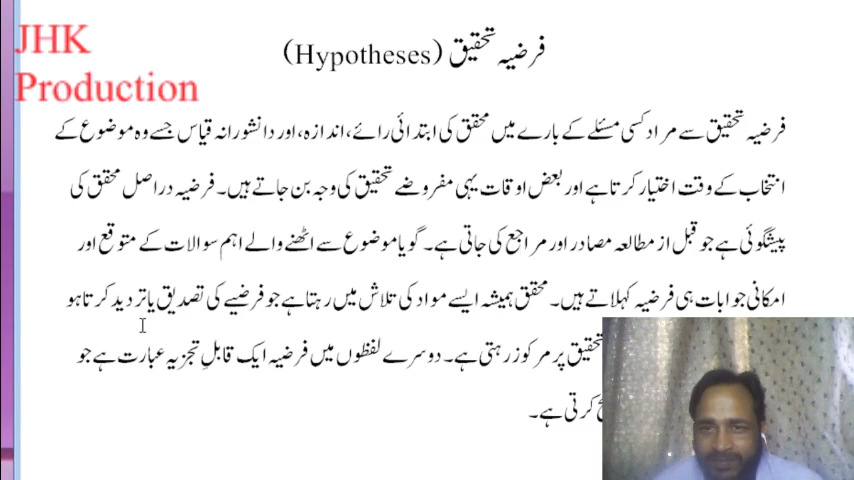 JHK
Production
فرضیہ تحقیق (Hypotheses)
فرضیہ تحقیق سے مراد کسی مسئلے کے بارے میں محقق کی ابتدائی رائے، اندازہ، اور دانشورانہ قیاس جسے وہ موضوع کے
انتخاب کے وقت اختیار کرتا ہے اور بعض اوقات یہی مفروضے تحقیق کی وجہ بن جاتے ہیں۔ فرضیہ دراصل محقق کی
پیشگوئی ہے جو قبل از مطالعہ مصادر اور مراجع کی جاتی ہے۔ گویا موضوع سے اٹھنے والے اہم سوالات کے متوقع اور
امکانی جوابات ہی فرضیہ کہلاتے ہیں۔ محقق ہمیشہ ایسے مواد کی تلاش میں رہتا ہے جو فرضیے کی تصدیق یا تردید کرتا ہو
تحقیق پر مرکوز رہتی ہے۔ دوسرے لفظوں میں فرضیہ ایک قابلِ تجزیہ عبارت ہے جو
کرتی ہے۔